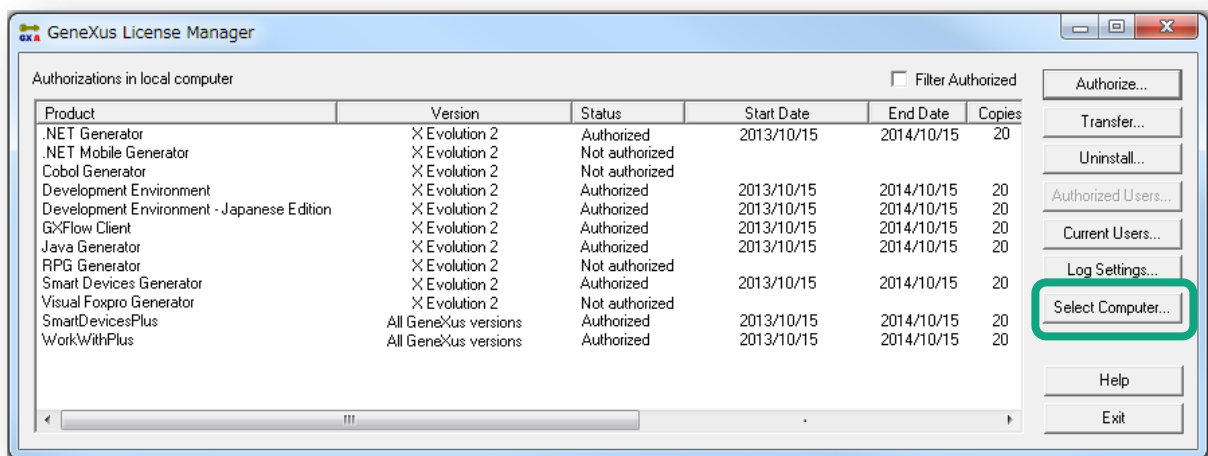 GXA GeneXus License Manager
Authorizations in local computer Filter Authorized
Product Version Status Start Date End Date Copies
.NET Generator X Evolution 2 Authorized 2013/10/15 2014/10/15 20
.NET Mobile Generator X Evolution 2 Not authorized
Cobol Generator X Evolution 2 Not authorized
Development Environment X Evolution 2 Authorized 2013/10/15 2014/10/15 20
Development Environment - Japanese Edition X Evolution 2 Authorized 2013/10/15 2014/10/15 20
GXFlow Client X Evolution 2 Authorized 2013/10/15 2014/10/15 20
Java Generator X Evolution 2 Authorized 2013/10/15 2014/10/15 20
RPG Generator X Evolution 2 Not authorized
Smart Devices Generator X Evolution 2 Authorized 2013/10/15 2014/10/15 20
Visual Foxpro Generator X Evolution 2 Not authorized
SmartDevicesPlus All GeneXus versions Authorized 2013/10/15 2014/10/15 20
WorkWithPlus All GeneXus versions Authorized 2013/10/15 2014/10/15 20
Authorize...
Transfer...
Uninstall...
Authorized Users...
Current Users...
Log Settings...
Select Computer...
Help
Exit